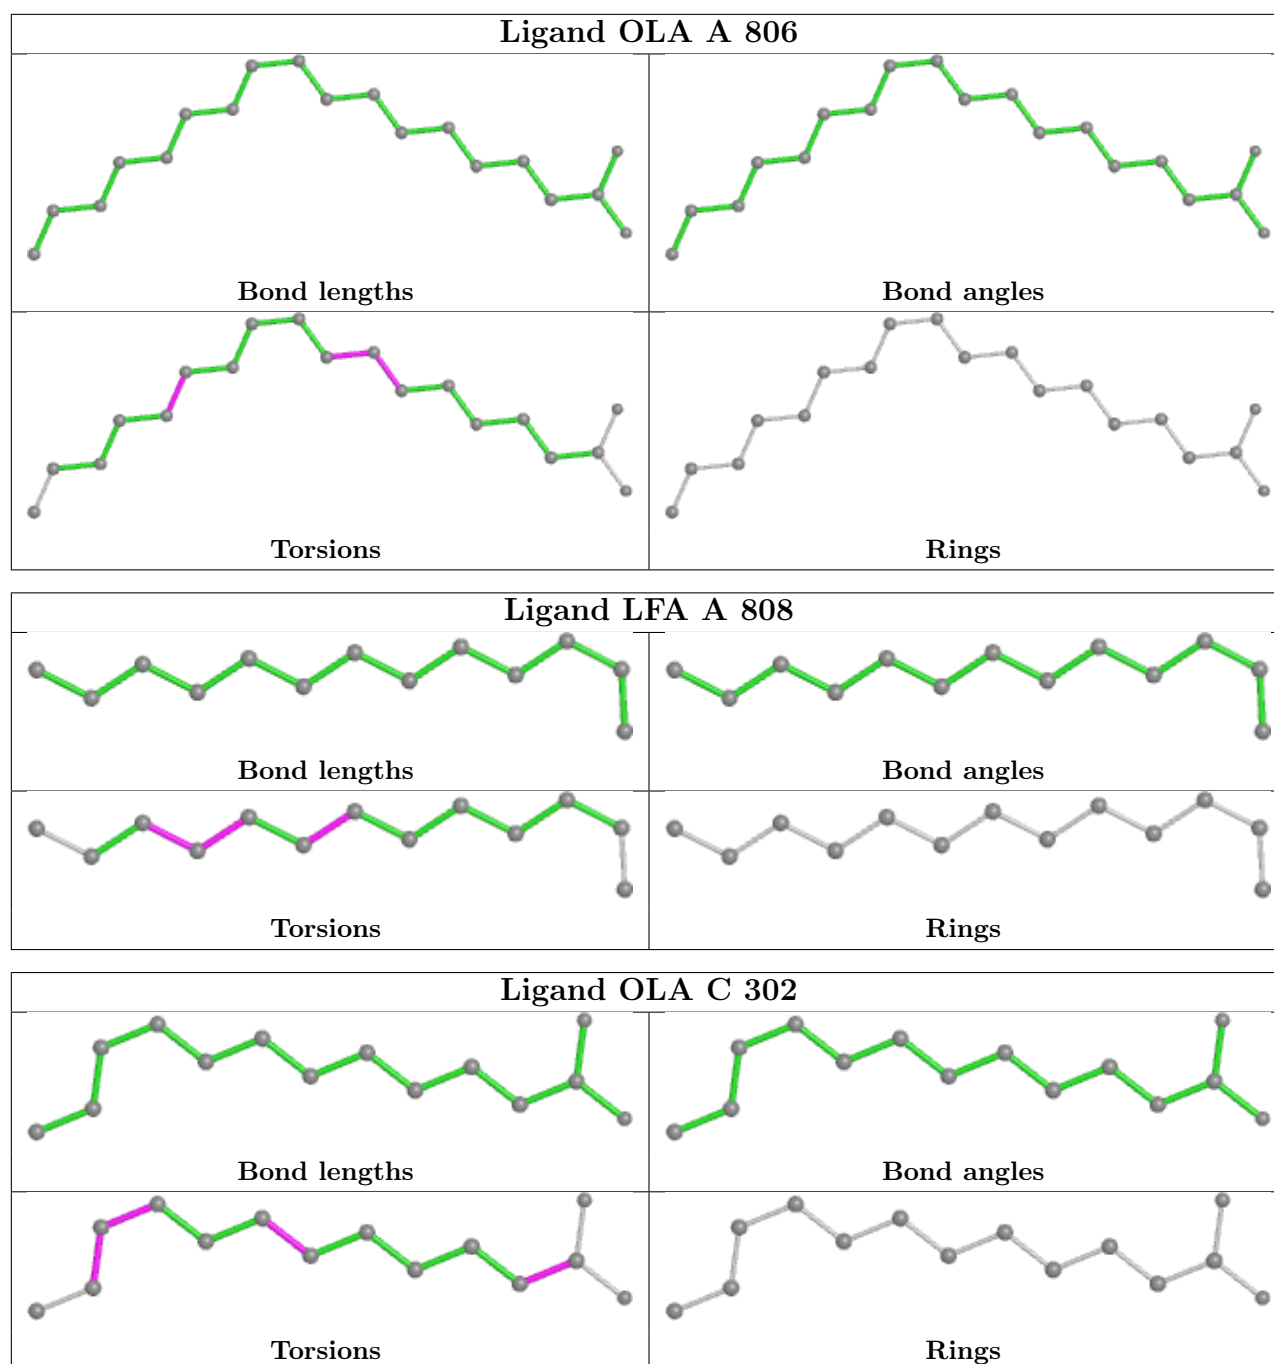 Ligand OLA A 806
Bond lengths
Bond angles
Torsions
Rings
Ligand LFA A 808
Bond lengths
Bond angles
Torsions
Rings
Ligand OLA C 302
Bond lengths
Bond angles
Torsions
Rings